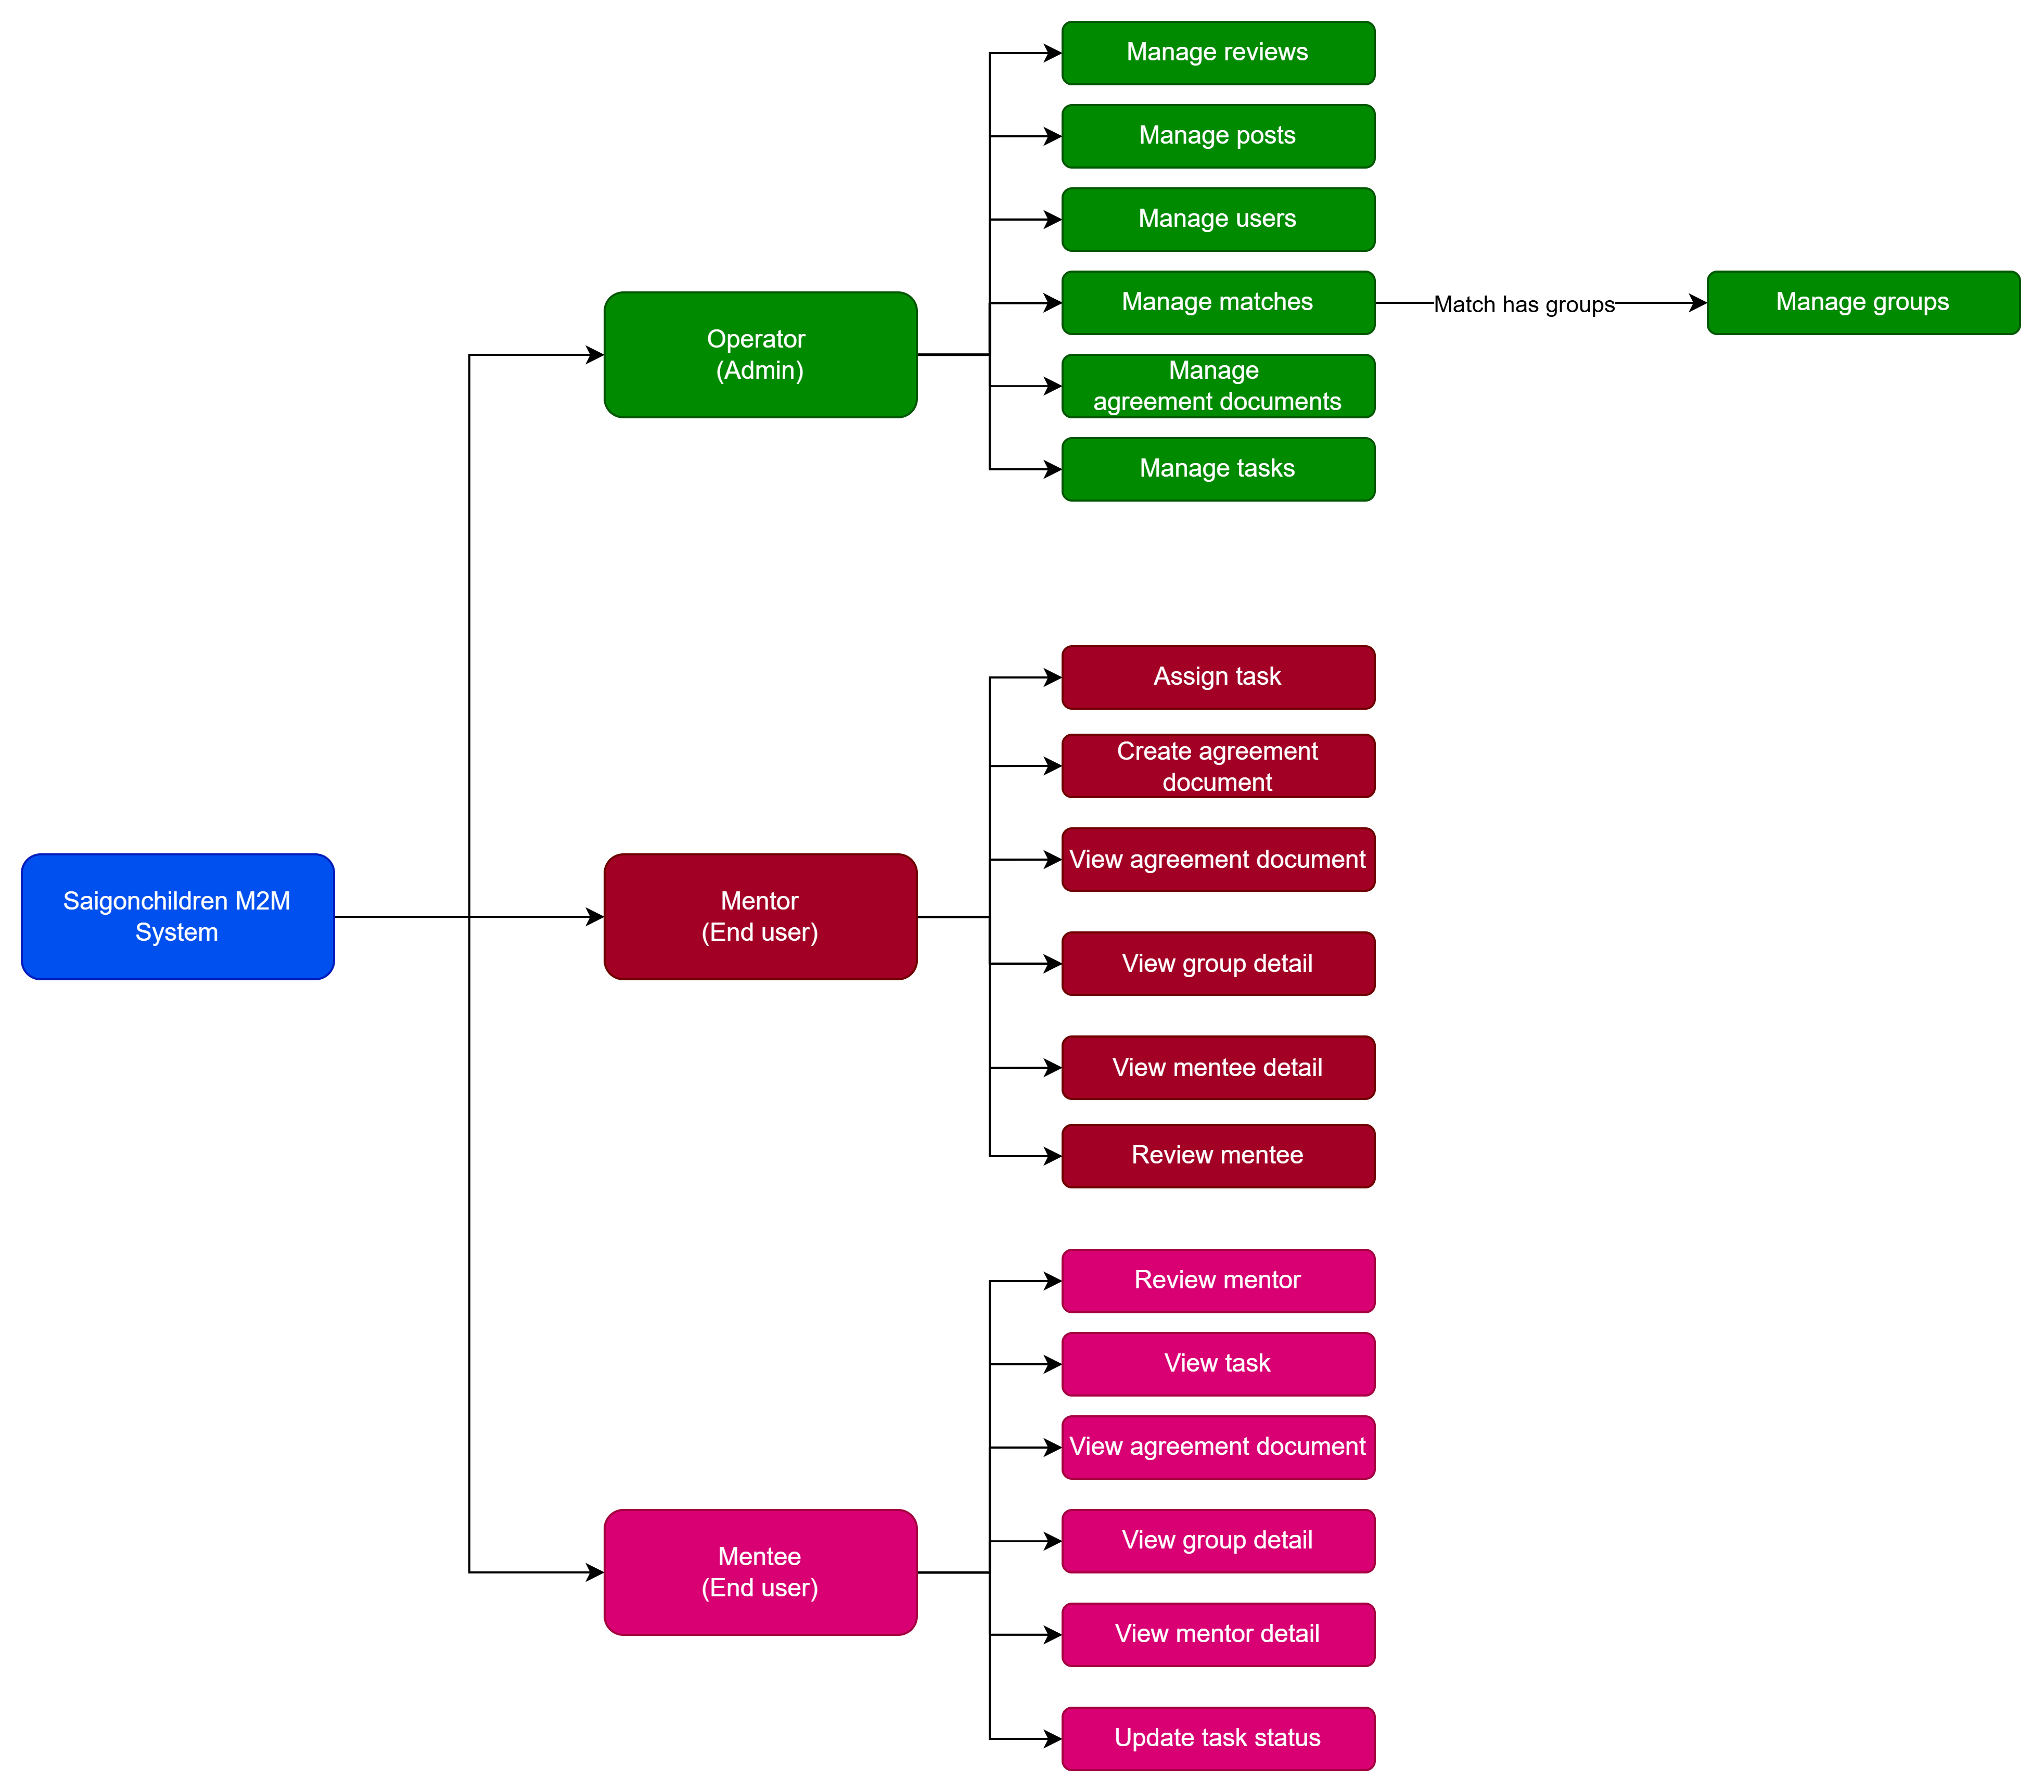 Manage reviews
Manage posts
Manage users
Manage matches
Match has groups
Manage groups
Operator
(Admin)
Manage
agreement documents
Manage tasks
Assign task
Create agreement
document
View agreement document
Saigonchildren M2M
System
Mentor
(End user)
View group detail
View mentee detail
Review mentee
Review mentor
View task
View agreement document
View group detail
Mentee
(End user)
View mentor detail
Update task status